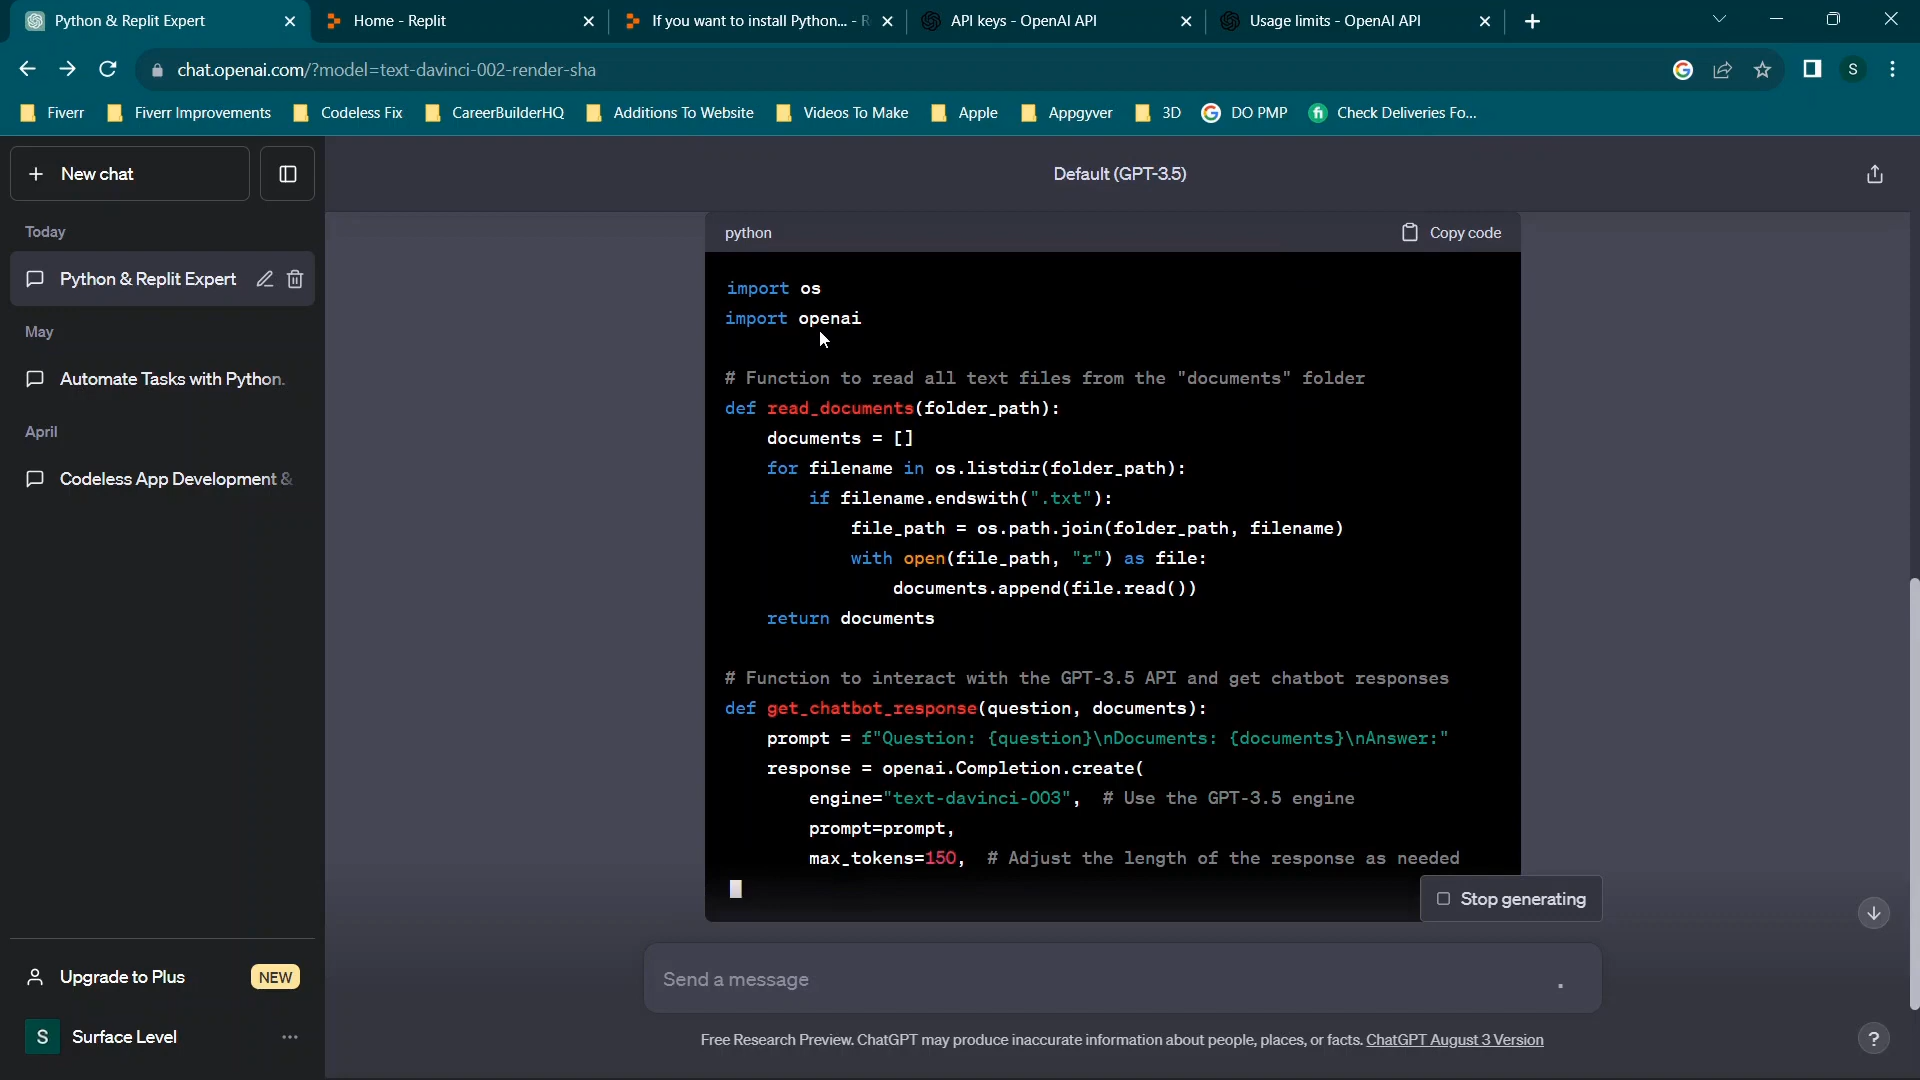 Python & Replit Expert
Home - Replit
If you want to install Python... - R
API keys - OpenAI API
Usage limits - OpenAI API
chat.openai.com/?model=text-davinci-002-render-sha
S
Fiverr
Fiverr Improvements
Codeless Fix
CareerBuilderHQ
Additions To Website
Videos To Make
Apple
Appgyver
3D
DO PMP
Check Deliveries Fo...
New chat
Default (GPT-3.5)
Today
Python & Replit Expert
May
Automate Tasks with Python.
April
Codeless App Development &
python
Copy code
import os
import openai
# Function to read all text files from the "documents" folder
def read_documents(folder_path):
documents = []
for filename in os.listdir(folder_path):
if filename.endswith(".txt"):
file_path = os.path.join(folder_path, filename)
with open(file_path, "r") as file:
documents.append(file.read())
return documents
# Function to interact with the GPT-3.5 API and get chatbot responses
def get_chatbot_response(question, documents):
prompt = f"Question: {question}\nDocuments: {documents}\nAnswer:"
response = openai.Completion.create(
engine="text-davinci-003", # Use the GPT-3.5 engine
prompt=prompt,
max_tokens=150, # Adjust the length of the response as needed
Stop generating
Upgrade to Plus
NEW
S
Surface Level
Send a message
Free Research Preview. ChatGPT may produce inaccurate information about people, places, or facts. ChatGPT August 3 Version
?